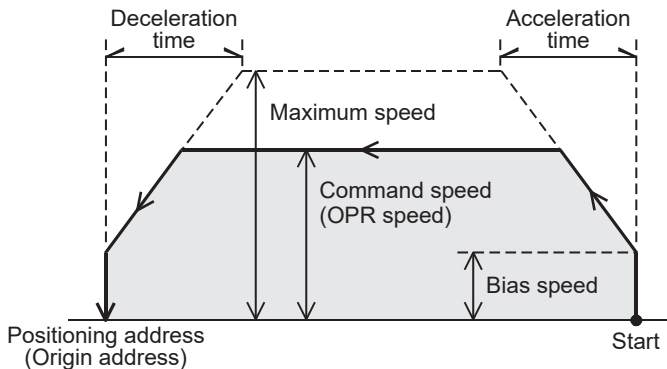 Deceleration
time
Acceleration
time
Maximum speed
Command speed
(OPR speed)
Bias speed
Positioning address
(Origin address)
Start